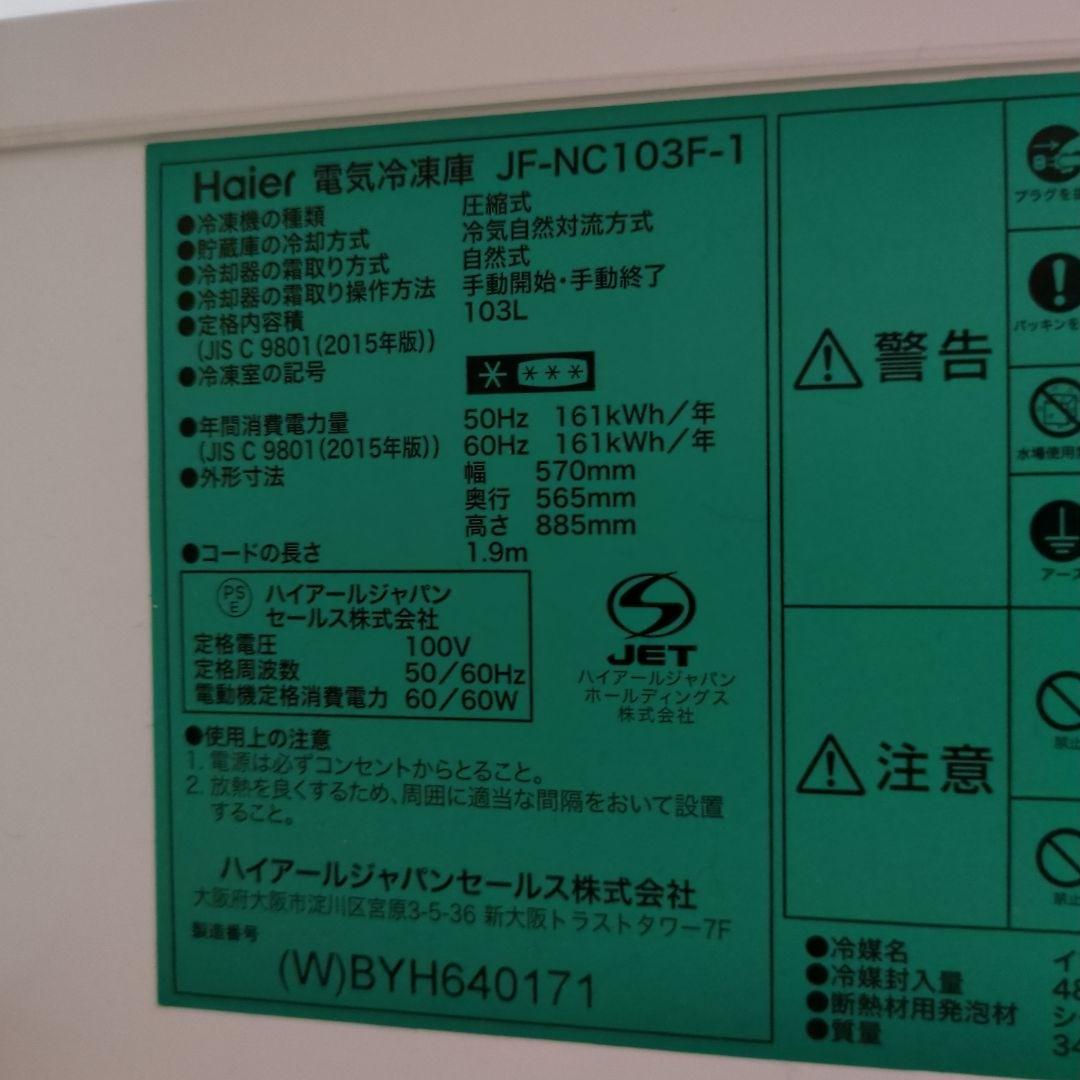 Haier 電気冷凍庫 JF-NC103F-1
●冷凍機の種類 圧縮式
●貯蔵庫の冷却方式 冷気自然対流方式
●冷却器の霜取り方式 自然式
●冷却器の霜取り操作方法 手動開始・手動終了
●定格内容積 103L
(JIS C 9801(2015年版))
●冷凍室の記号
●年間消費電力量 50Hz 161kWh/年
(JIS C 9801(2015年版)) 60Hz 161kWh/年
●外形寸法 幅 570mm
奥行 565mm
高さ 885mm
●コードの長さ 1.9m
PS
E
ハイアールジャパン
セールス株式会社
定格電圧 100V
定格周波数 50/60Hz
電動機定格消費電力 60/60W
JET
ハイアールジャパン
ホールディングス
株式会社
●使用上の注意
1. 電源は必ずコンセントからとること。
2. 放熱を良くするため、周囲に適当な間隔をおいて設置
すること。
ハイアールジャパンセールス株式会社
大阪府大阪市淀川区宮原3-5-36 新大阪トラストタワー7F
製造番号
(W)BYH640171
警告
プラグを
パッキンを
水場使用
アース
注意
禁止
禁止
●冷媒名 イ
●冷媒封入量 48
●断熱材用発泡材 シ
●質量 34